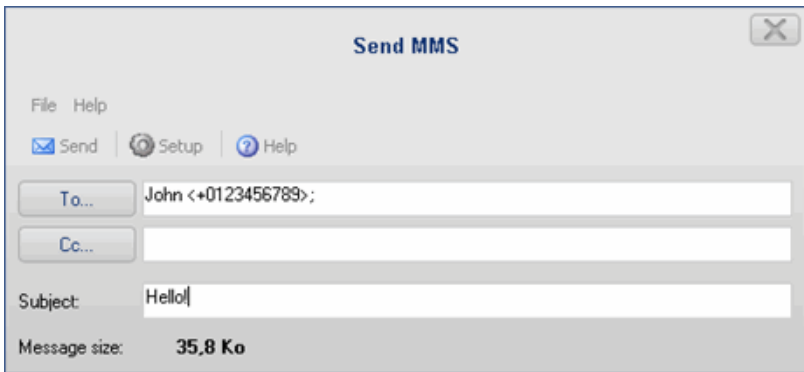 Send MMS
File Help
Send Setup Help
To... John <+0123456789>;
Cc...
Subject: Hello!
Message size: 35,8 Ko